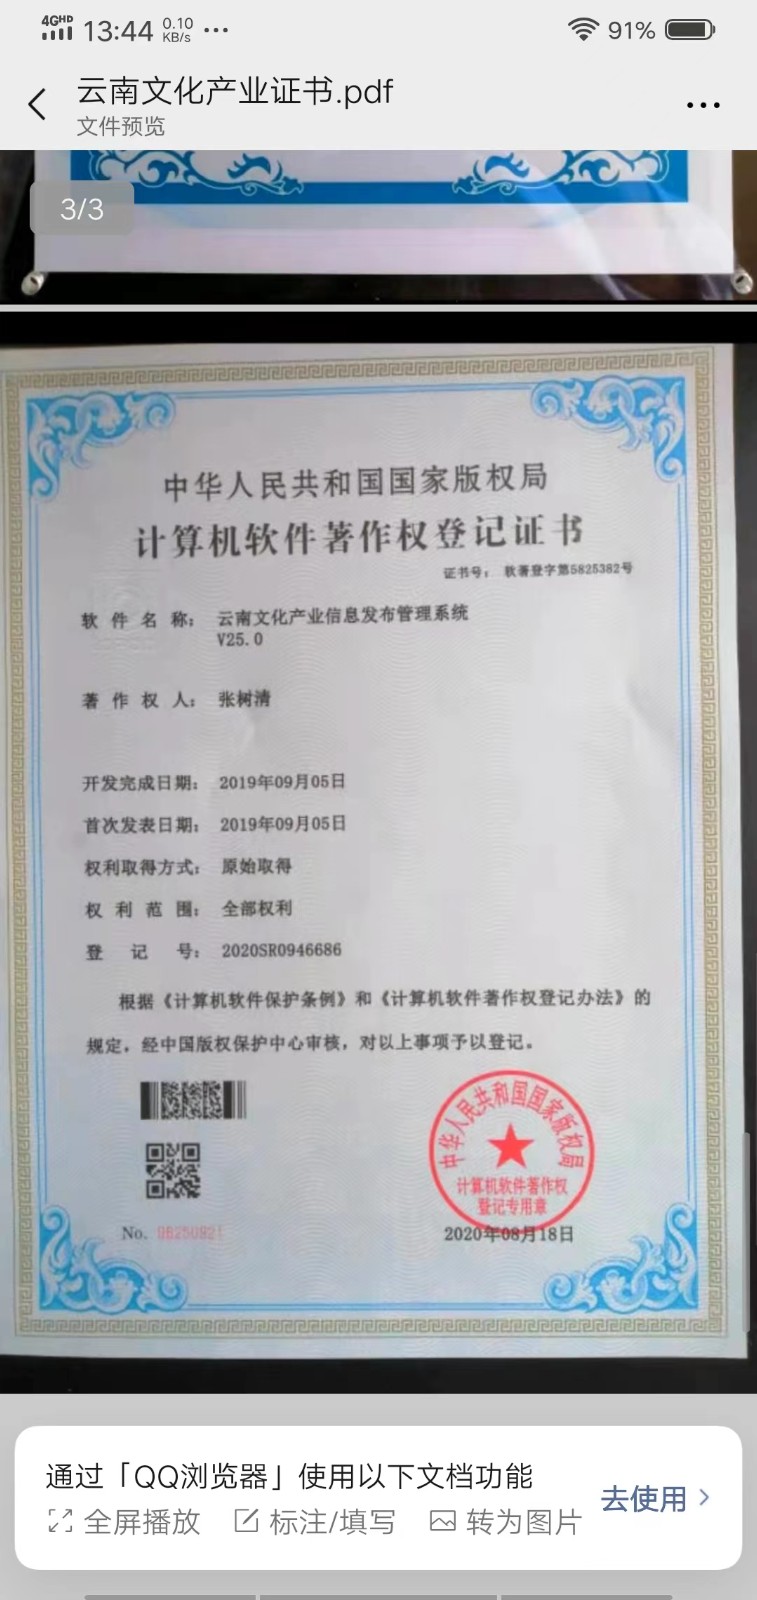 4GHD 13:44 0.10 KB/s ··· 91%
云南文化产业证书.pdf
文件预览
3/3
中华人民共和国国家版权局
计算机软件著作权登记证书
证书号： 软著登字第5825382号
软件名称： 云南文化产业信息发布管理系统
V25.0
著作权人： 张树清
开发完成日期： 2019年09月05日
首次发表日期： 2019年09月05日
权利取得方式： 原始取得
权利范围： 全部权利
登记号： 2020SR0946686
根据《计算机软件保护条例》和《计算机软件著作权登记办法》的
规定，经中国版权保护中心审核，对以上事项予以登记。
中华人民共和国国家版权局
计算机软件著作权
登记专用章
No.
2020年08月18日
通过「QQ浏览器」使用以下文档功能
去使用
全屏播放 标注/填写 转为图片